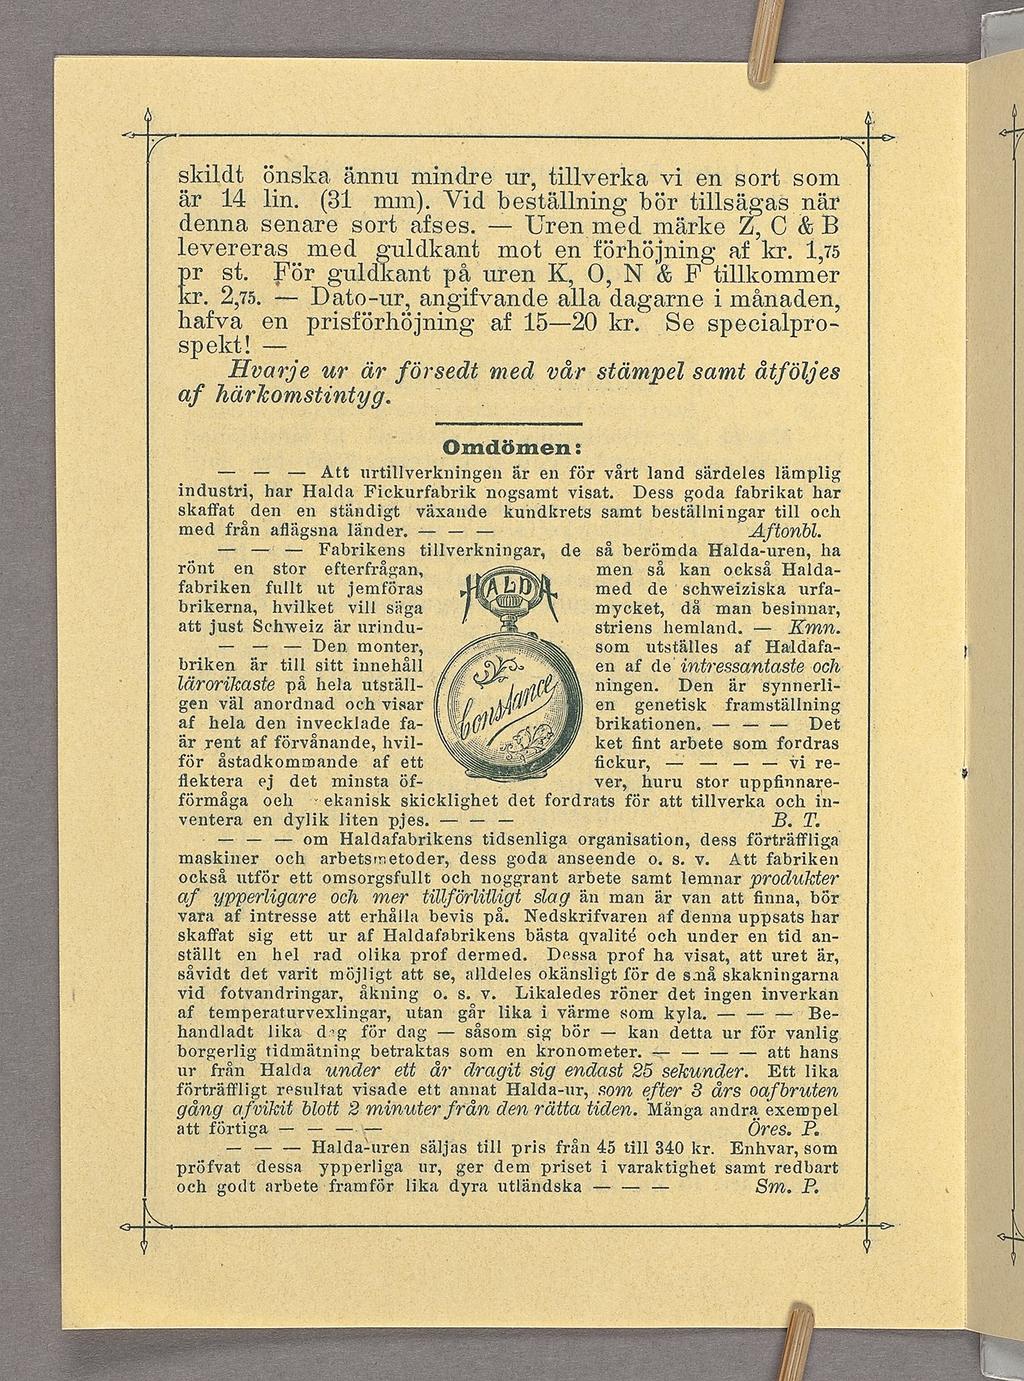 skildt önska ännu mindre ur, tillverka vi en sort som
är 14 lin. (31 mm). Vid beställning bör tillsägas när
denna senare sort afses. — Uren med märke Z, C & B
levereras med guldkant mot en förhöjning af kr. 1,75
pr st. För guldkant på uren K, O, N & F tillkommer
kr. 2,75. — Dato-ur, angifvande alla dagarne i månaden,
hafva en prisförhöjning af 15—20 kr. Se specialpro-
spekt! —
Hvarje ur är försedt med vår stämpel samt åtföljes
af härkomstintyg.
Omdömen:
— — — Att urtillverkningen är en för vårt land särdeles lämplig
industri, har Halda Fickurfabrik nogsamt visat. Dess goda fabrikat har
skaffat den en ständigt växande kundkrets samt beställningar till och
med från aflägsna länder. — — — Aftonbl.
— — — Fabrikens tillverkningar, de så berömda Halda-uren, ha
rönt en stor efterfrågan, men så kan också Halda-
fabriken fullt ut jemföras med de schweiziska urfa-
brikerna, hvilket vill säga mycket, då man besinnar,
att just Schweiz är urindu- striens hemland. — Kmn.
— — — Den monter, som utställes af Haldafa-
briken är till sitt innehåll en af de intressantaste och
lärorikaste på hela utställ- ningen. Den är synnerli-
gen väl anordnad och visar en genetisk framställning
af hela den invecklade fa- brikationen. — — — Det
är rent af förvånande, hvil- ket fint arbete som fordras
för åstadkommande af ett fickur, — — — — vi re-
flektera ej det minsta öf- ver, huru stor uppfinnare-
förmåga och ekanisk skicklighet det fordrats för att tillverka och in-
ventera en dylik liten pjes. — — — B. T.
— — — om Haldafabrikens tidsenliga organisation, dess förträffliga
maskiner och arbetsmetoder, dess goda anseende o. s. v. Att fabriken
också utför ett omsorgsfullt och noggrant arbete samt lemnar produkter
af ypperligare och mer tillförlitligt slag än man är van att finna, bör
vara af intresse att erhålla bevis på. Nedskrifvaren af denna uppsats har
skaffat sig ett ur af Haldafabrikens bästa qvalité och under en tid an-
ställt en hel rad olika prof dermed. Dessa prof ha visat, att uret är,
såvidt det varit möjligt att se, alldeles okänsligt för de små skakningarna
vid fotvandringar, åkning o. s. v. Likaledes röner det ingen inverkan
af temperaturvexlingar, utan går lika i värme som kyla. — — — Be-
handladt lika dag för dag — såsom sig bör — kan detta ur för vanlig
borgerlig tidmätning betraktas som en kronometer. — — — — att hans
ur från Halda under ett år dragit sig endast 25 sekunder. Ett lika
förträffligt resultat visade ett annat Halda-ur, som efter 3 års oafbruten
gång afvikit blott 2 minuter från den rätta tiden. Många andra exempel
att förtiga — — — — Öres. P.
— — — Halda-uren säljas till pris från 45 till 340 kr. Enhvar, som
pröfvat dessa ypperliga ur, ger dem priset i varaktighet samt redbart
och godt arbete framför lika dyra utländska — — — Sm. P.
HALDA
Constance